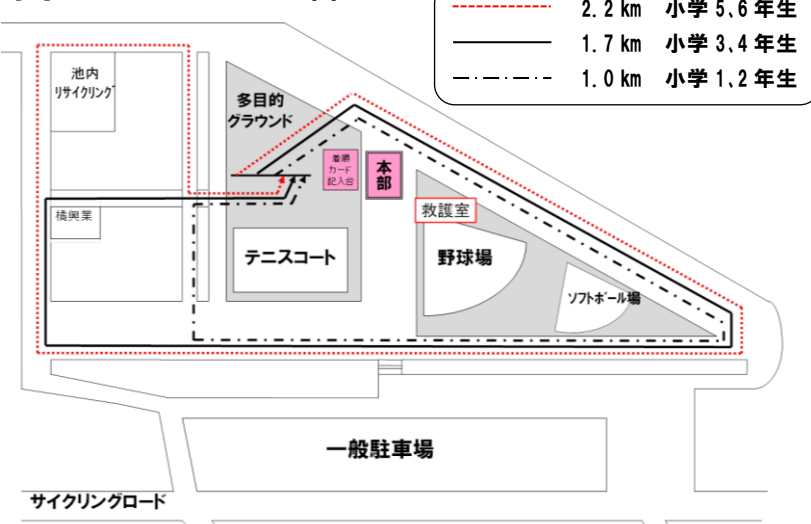 2.2km 小学5,6年生
1.7km 小学3,4年生
1.0km 小学1,2年生
池内
リサイクリング
多目的
グラウンド
着順
カード
記入台
本
部
救護室
橘興業
テニスコート
野球場
ソフトボール場
一般駐車場
サイクリングロード